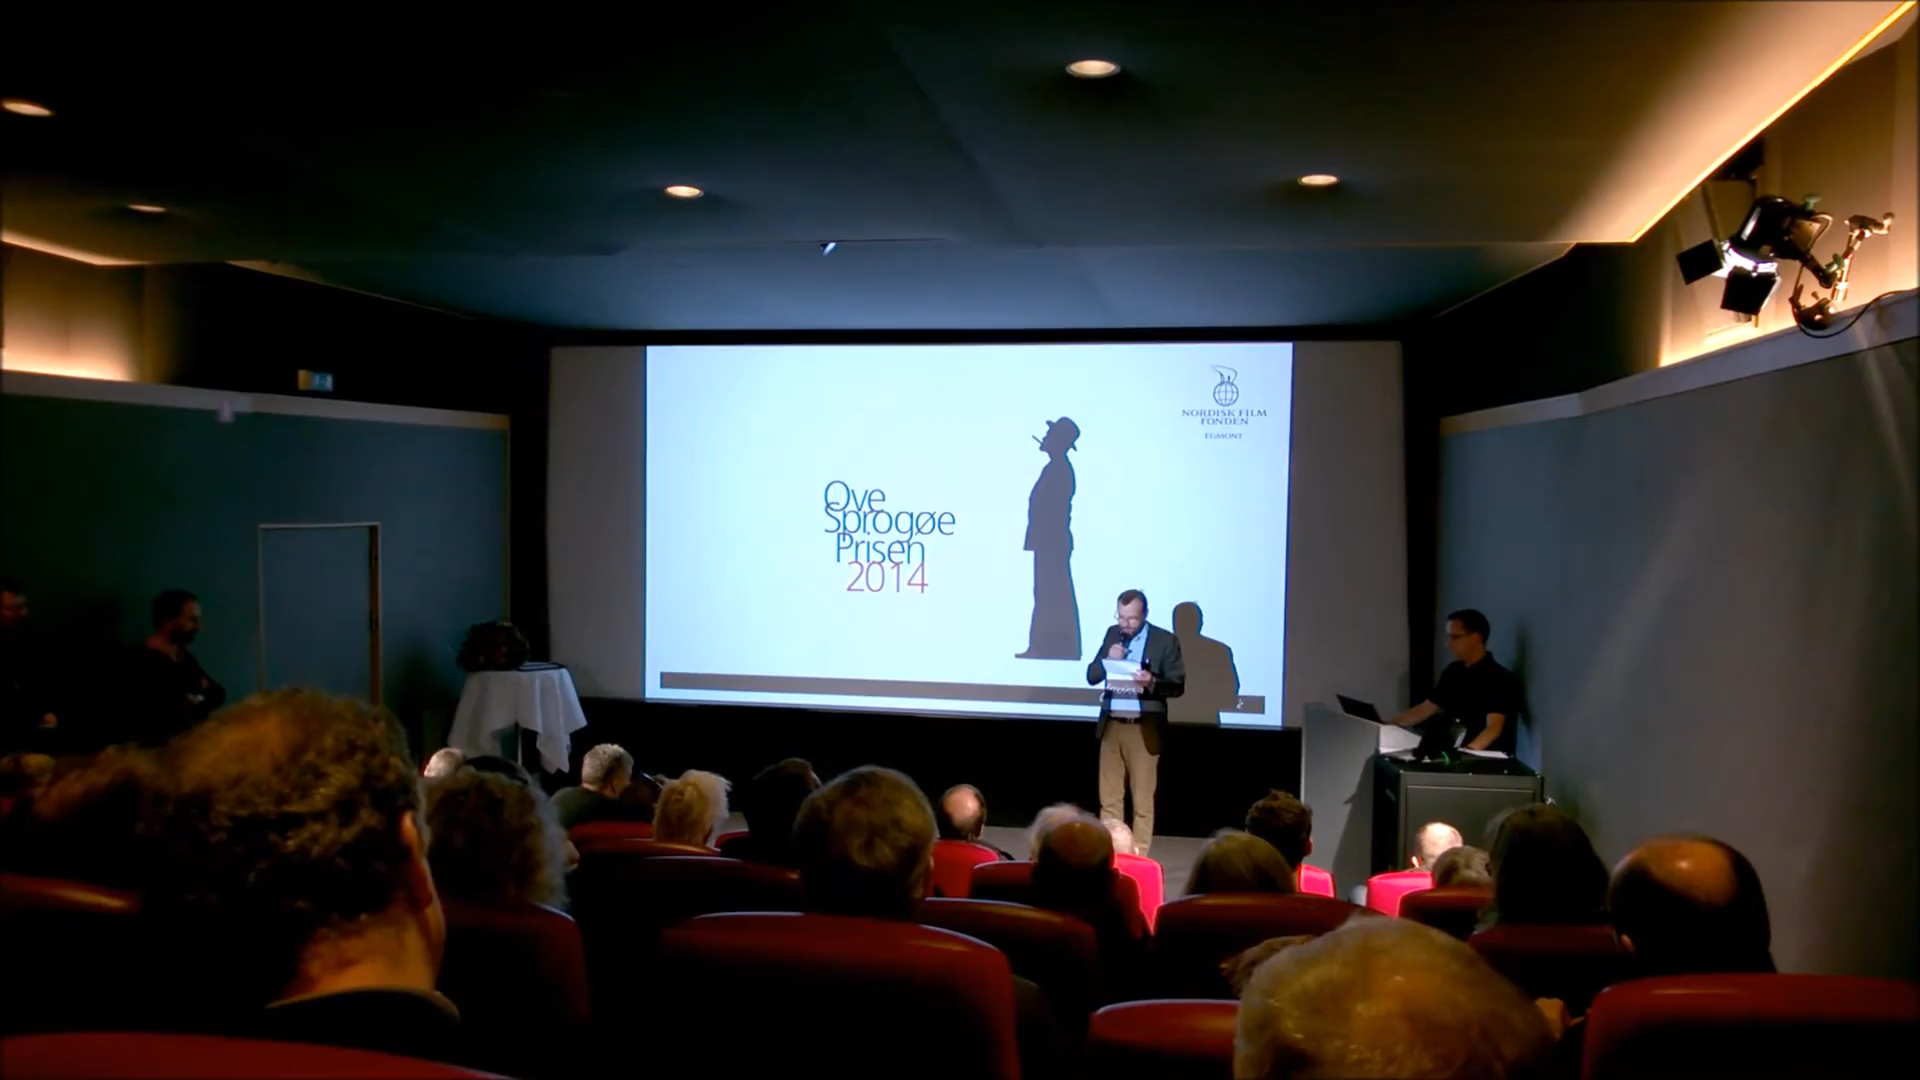 Ove
Sprogøe
Prisen
2014
NORDISK FILM
FONDEN
EGMONT